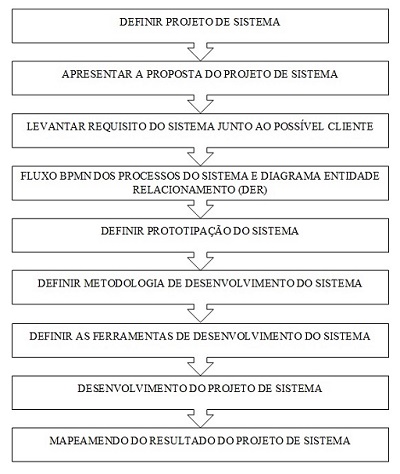 DEFINIR PROJETO DE SISTEMA
APRESENTAR A PROPOSTA DO PROJETO DE SISTEMA
LEVANTAR REQUISITO DO SISTEMA JUNTO AO POSSÍVEL CLIENTE
FLUXO BPMN DOS PROCESSOS DO SISTEMA E DIAGRAMA ENTIDADE
RELACIONAMENTO (DER)
DEFINIR PROTOTIPAÇÃO DO SISTEMA
DEFINIR METODOLOGIA DE DESENVOLVIMENTO DO SISTEMA
DEFINIR AS FERRAMENTAS DE DESENVOLVIMENTO DO SISTEMA
DESENVOLVIMENTO DO PROJETO DE SISTEMA
MAPEAMENDO DO RESULTADO DO PROJETO DE SISTEMA